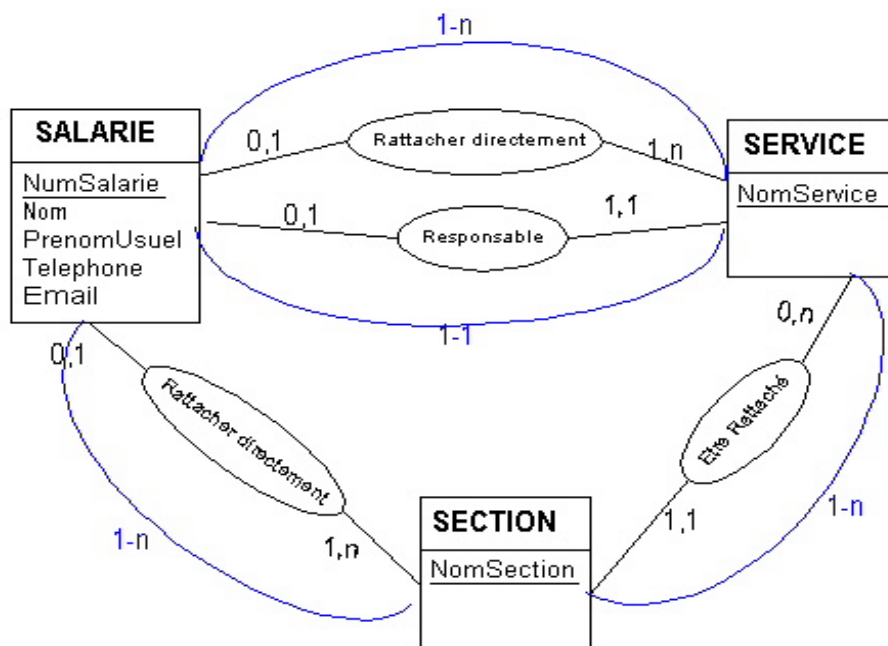 1-n
SALARIE
NumSalarie
Nom
PrenomUsuel
Telephone
Email
0,1
Rattacher directement
1,n
SERVICE
NomService
0,1
Responsable
1,1
1-1
0,1
Rattacher directement
1,n
1-n
0,n
Etre Rattaché
1,1
1-n
SECTION
NomSection